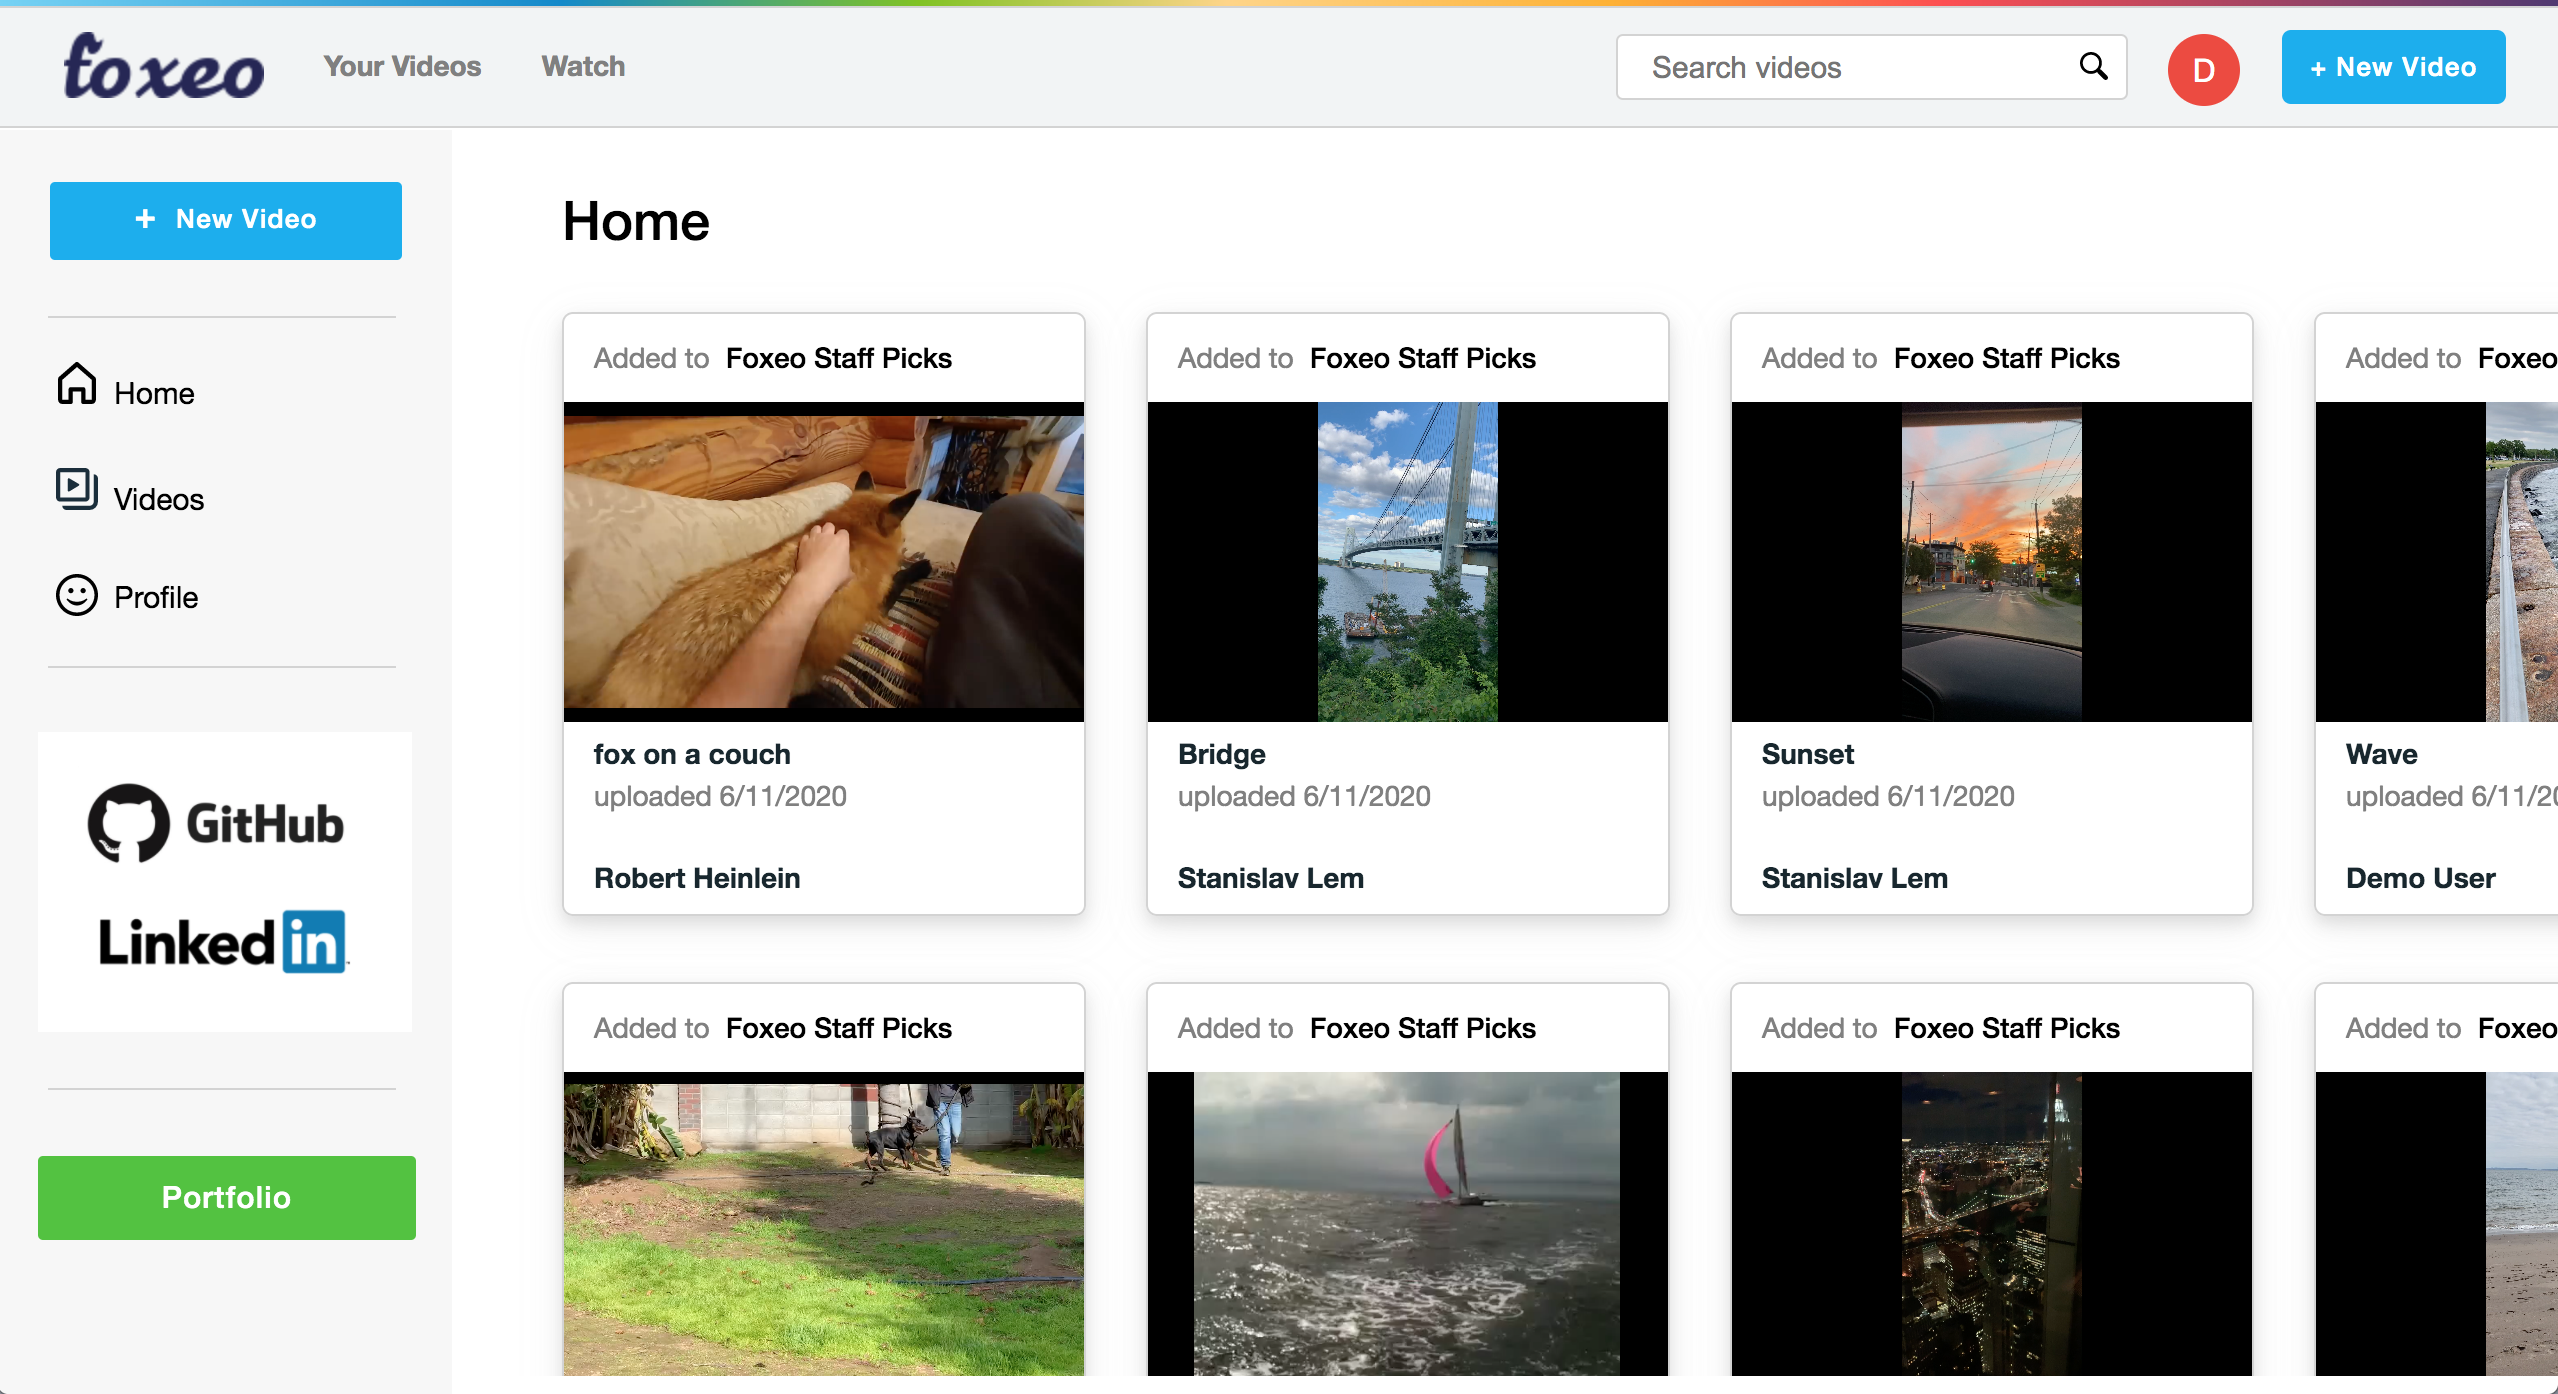 foxeo Your Videos Watch Search videos D + New Video
+ New Video
Home
Videos
Profile
GitHub
Linked in
Portfolio
Home
Added to Foxeo Staff Picks
fox on a couch
uploaded 6/11/2020
Robert Heinlein
Added to Foxeo Staff Picks
Bridge
uploaded 6/11/2020
Stanislav Lem
Added to Foxeo Staff Picks
Sunset
uploaded 6/11/2020
Stanislav Lem
Added to Foxeo
Wave
uploaded 6/11/20
Demo User
Added to Foxeo Staff Picks
Added to Foxeo Staff Picks
Added to Foxeo Staff Picks
Added to Foxeo